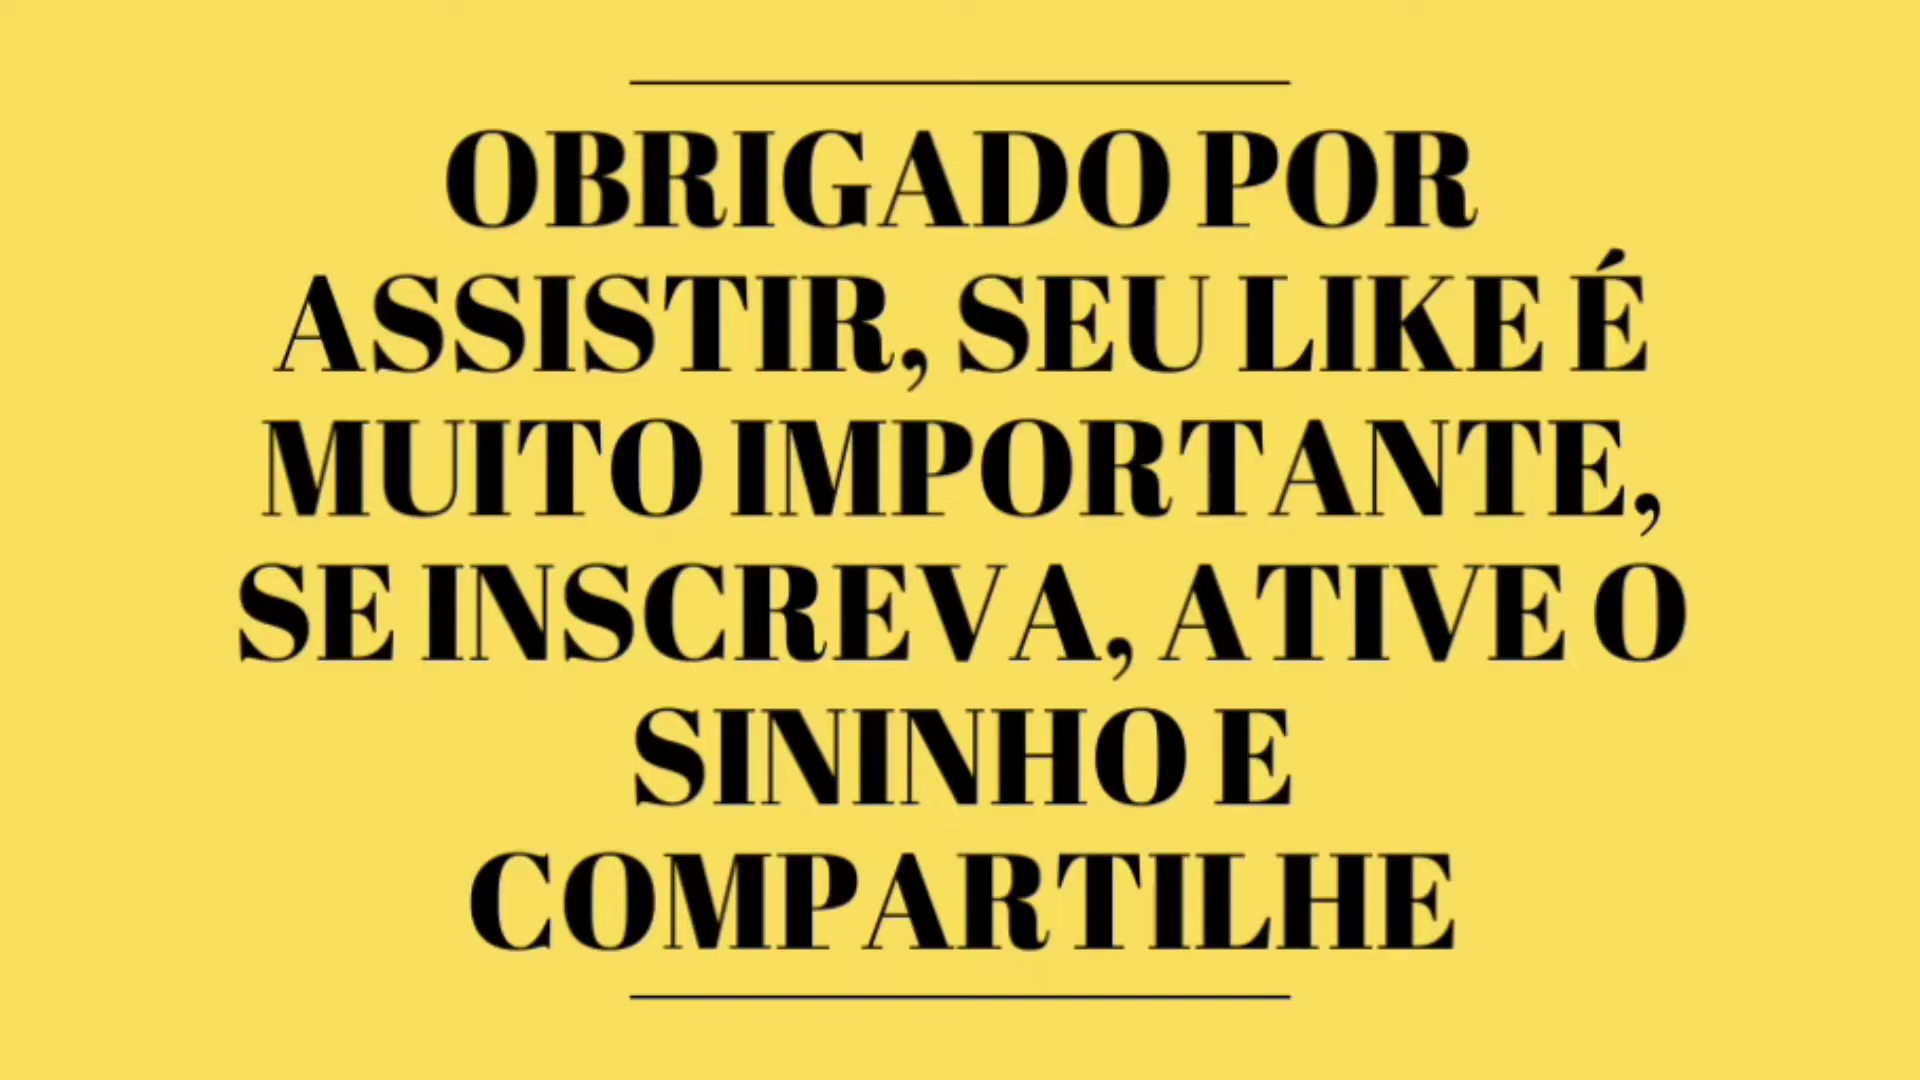 OBRIGADO POR
ASSISTIR, SEU LIKE É
MUITO IMPORTANTE,
SE INSCREVA, ATIVE O
SININHO E
COMPARTILHE